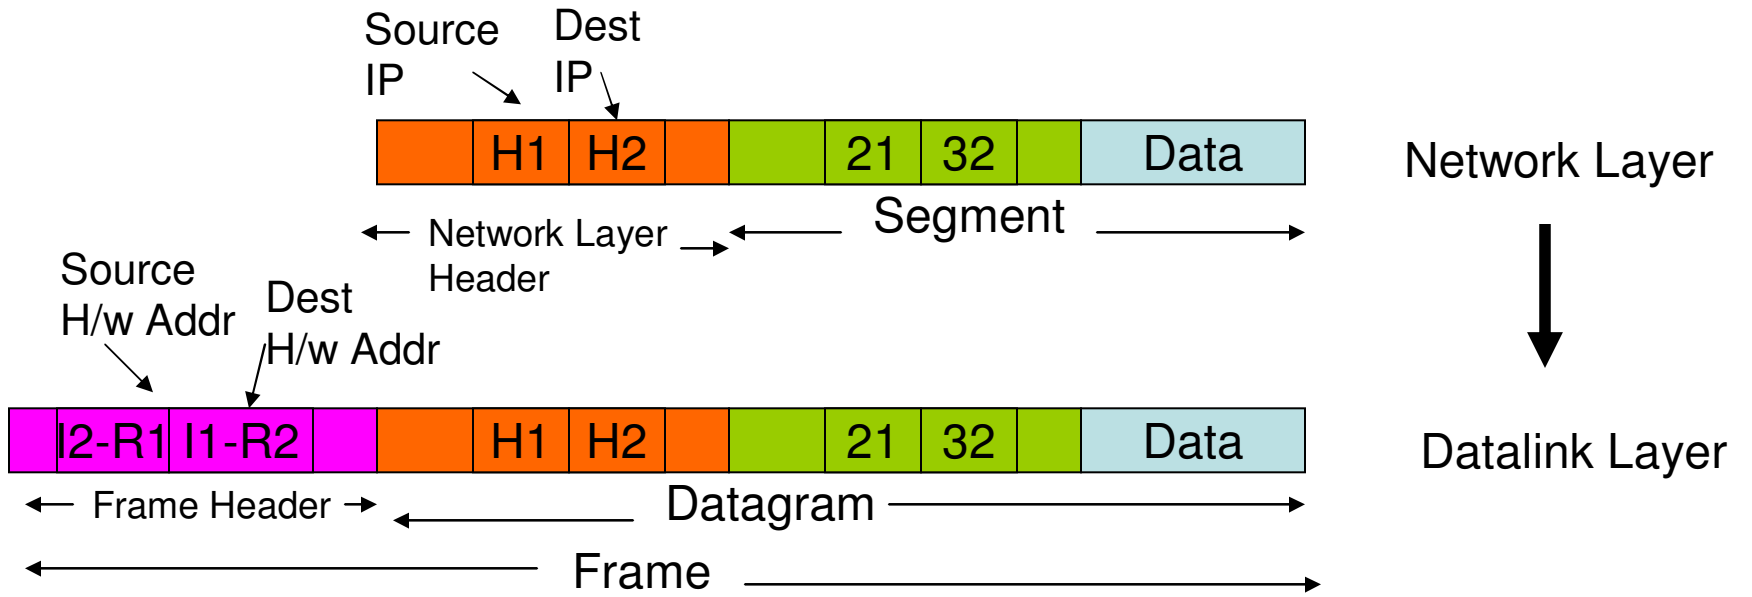 Source
IP
Dest
IP
H1 H2 21 32 Data
Network Layer
Network Layer
Header
Segment
Source
H/w Addr
Dest
H/w Addr
I2-R1 I1-R2 H1 H2 21 32 Data
Datalink Layer
Frame Header
Datagram
Frame